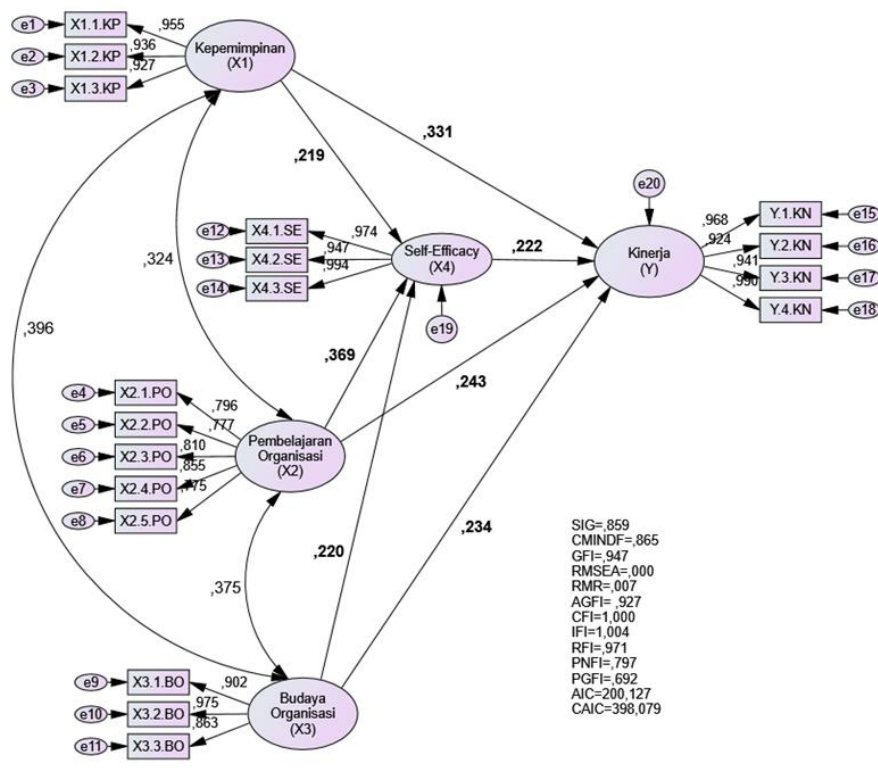 e1
X1.1.KP
,955
e2
X1.2.KP
,936
e3
X1.3.KP
,927
Kepemimpinan
(X1)
,331
,219
e20
e12
X4.1.SE
,974
e13
X4.2.SE
,947
e14
X4.3.SE
,994
Self-Efficacy
(X4)
,222
Kinerja
(Y)
,968
Y.1.KN
e15
,924
Y.2.KN
e16
,941
Y.3.KN
e17
,990
Y.4.KN
e18
e19
,324
,396
,369
,243
e4
X2.1.PO
,796
e5
X2.2.PO
,777
e6
X2.3.PO
,810
e7
X2.4.PO
,855
e8
X2.5.PO
,775
Pembelajaran
Organisasi
(X2)
,375
,220
,234
SIG=,859
CMINDF=,865
GFI=,947
RMSEA=,000
RMR=,007
AGFI= ,927
CFI=1,000
IFI=1,004
RFI=,971
PNFI=,797
PGFI=,692
AIC=200,127
CAIC=398,079
e9
X3.1.BO
,902
e10
X3.2.BO
,975
e11
X3.3.BO
,863
Budaya
Organisasi
(X3)